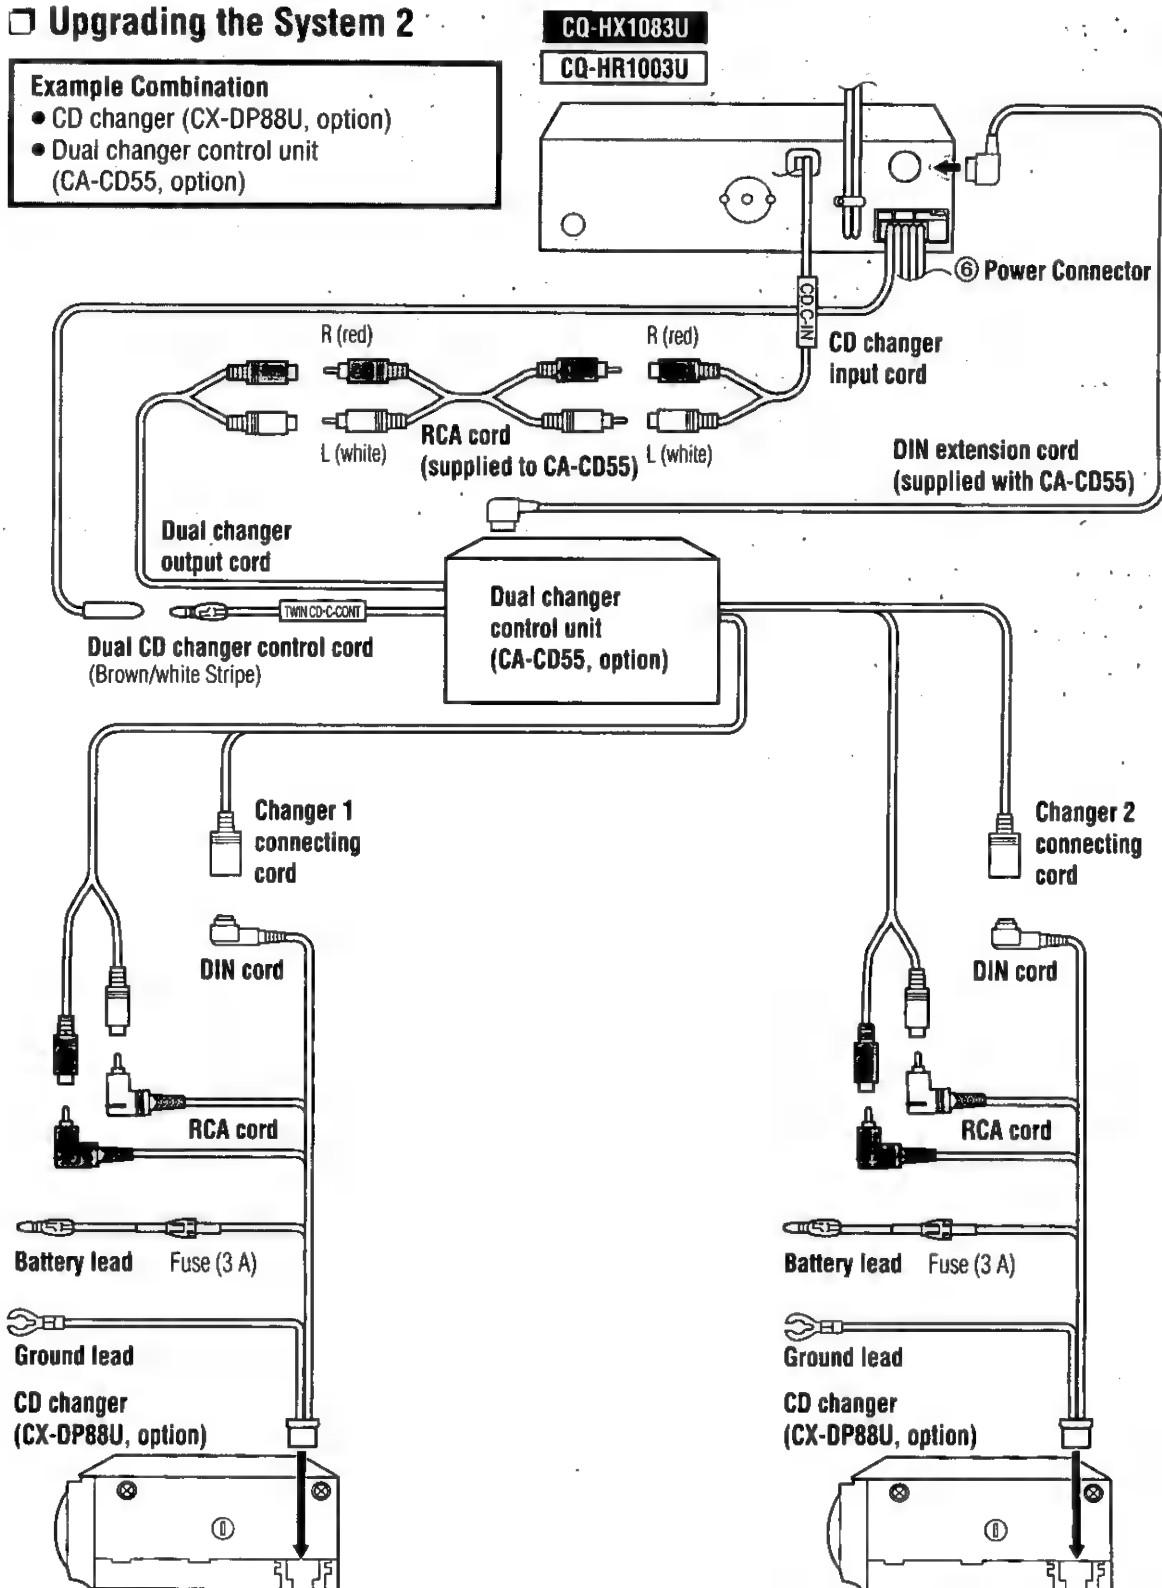 Upgrading the System 2
CQ-HX1083U
CQ-HR1003U
Example Combination
● CD changer (CX-DP88U, option)
● Dual changer control unit
(CA-CD55, option)
⑥ Power Connector
CD·C-IN
R (red)
R (red)
CD changer
input cord
L (white)
RCA cord
(supplied to CA-CD55)
L (white)
DIN extension cord
(supplied with CA-CD55)
Dual changer
output cord
TWIN CD-C-CONT
Dual CD changer control cord
(Brown/white Stripe)
Dual changer
control unit
(CA-CD55, option)
Changer 1
connecting
cord
Changer 2
connecting
cord
DIN cord
DIN cord
RCA cord
RCA cord
Battery lead
Fuse (3 A)
Battery lead
Fuse (3 A)
Ground lead
Ground lead
CD changer
(CX-DP88U, option)
CD changer
(CX-DP88U, option)